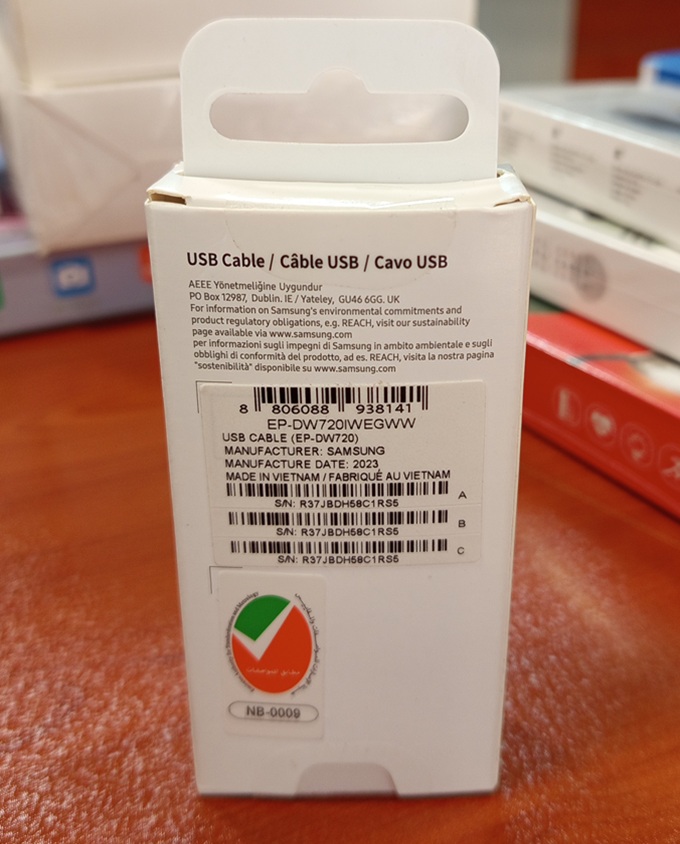 USB Cable / Câble USB / Cavo USB
AEEE Yönetmeliğine Uygundur
PO Box 12987, Dublin. IE / Yateley, GU46 6GG. UK
For information on Samsung's environmental commitments and
product regulatory obligations, e.g. REACH, visit our sustainability
page available via www.samsung.com
per informazioni sugli impegni di Samsung in ambito ambientale e sugli
obblighi di conformità del prodotto, ad es. REACH, visita la nostra pagina
"sostenibilità" disponibile su www.samsung.com
8 806088 938141
EP-DW720IWEGWW
USB CABLE (EP-DW720)
MANUFACTURER: SAMSUNG
MANUFACTURE DATE: 2023
MADE IN VIETNAM / FABRIQUÉ AU VIETNAM
A
S/N: R37JBDH58C1RS5
B
S/N: R37JBDH58C1RS5
C
S/N: R37JBDH58C1RS5
NB-0009